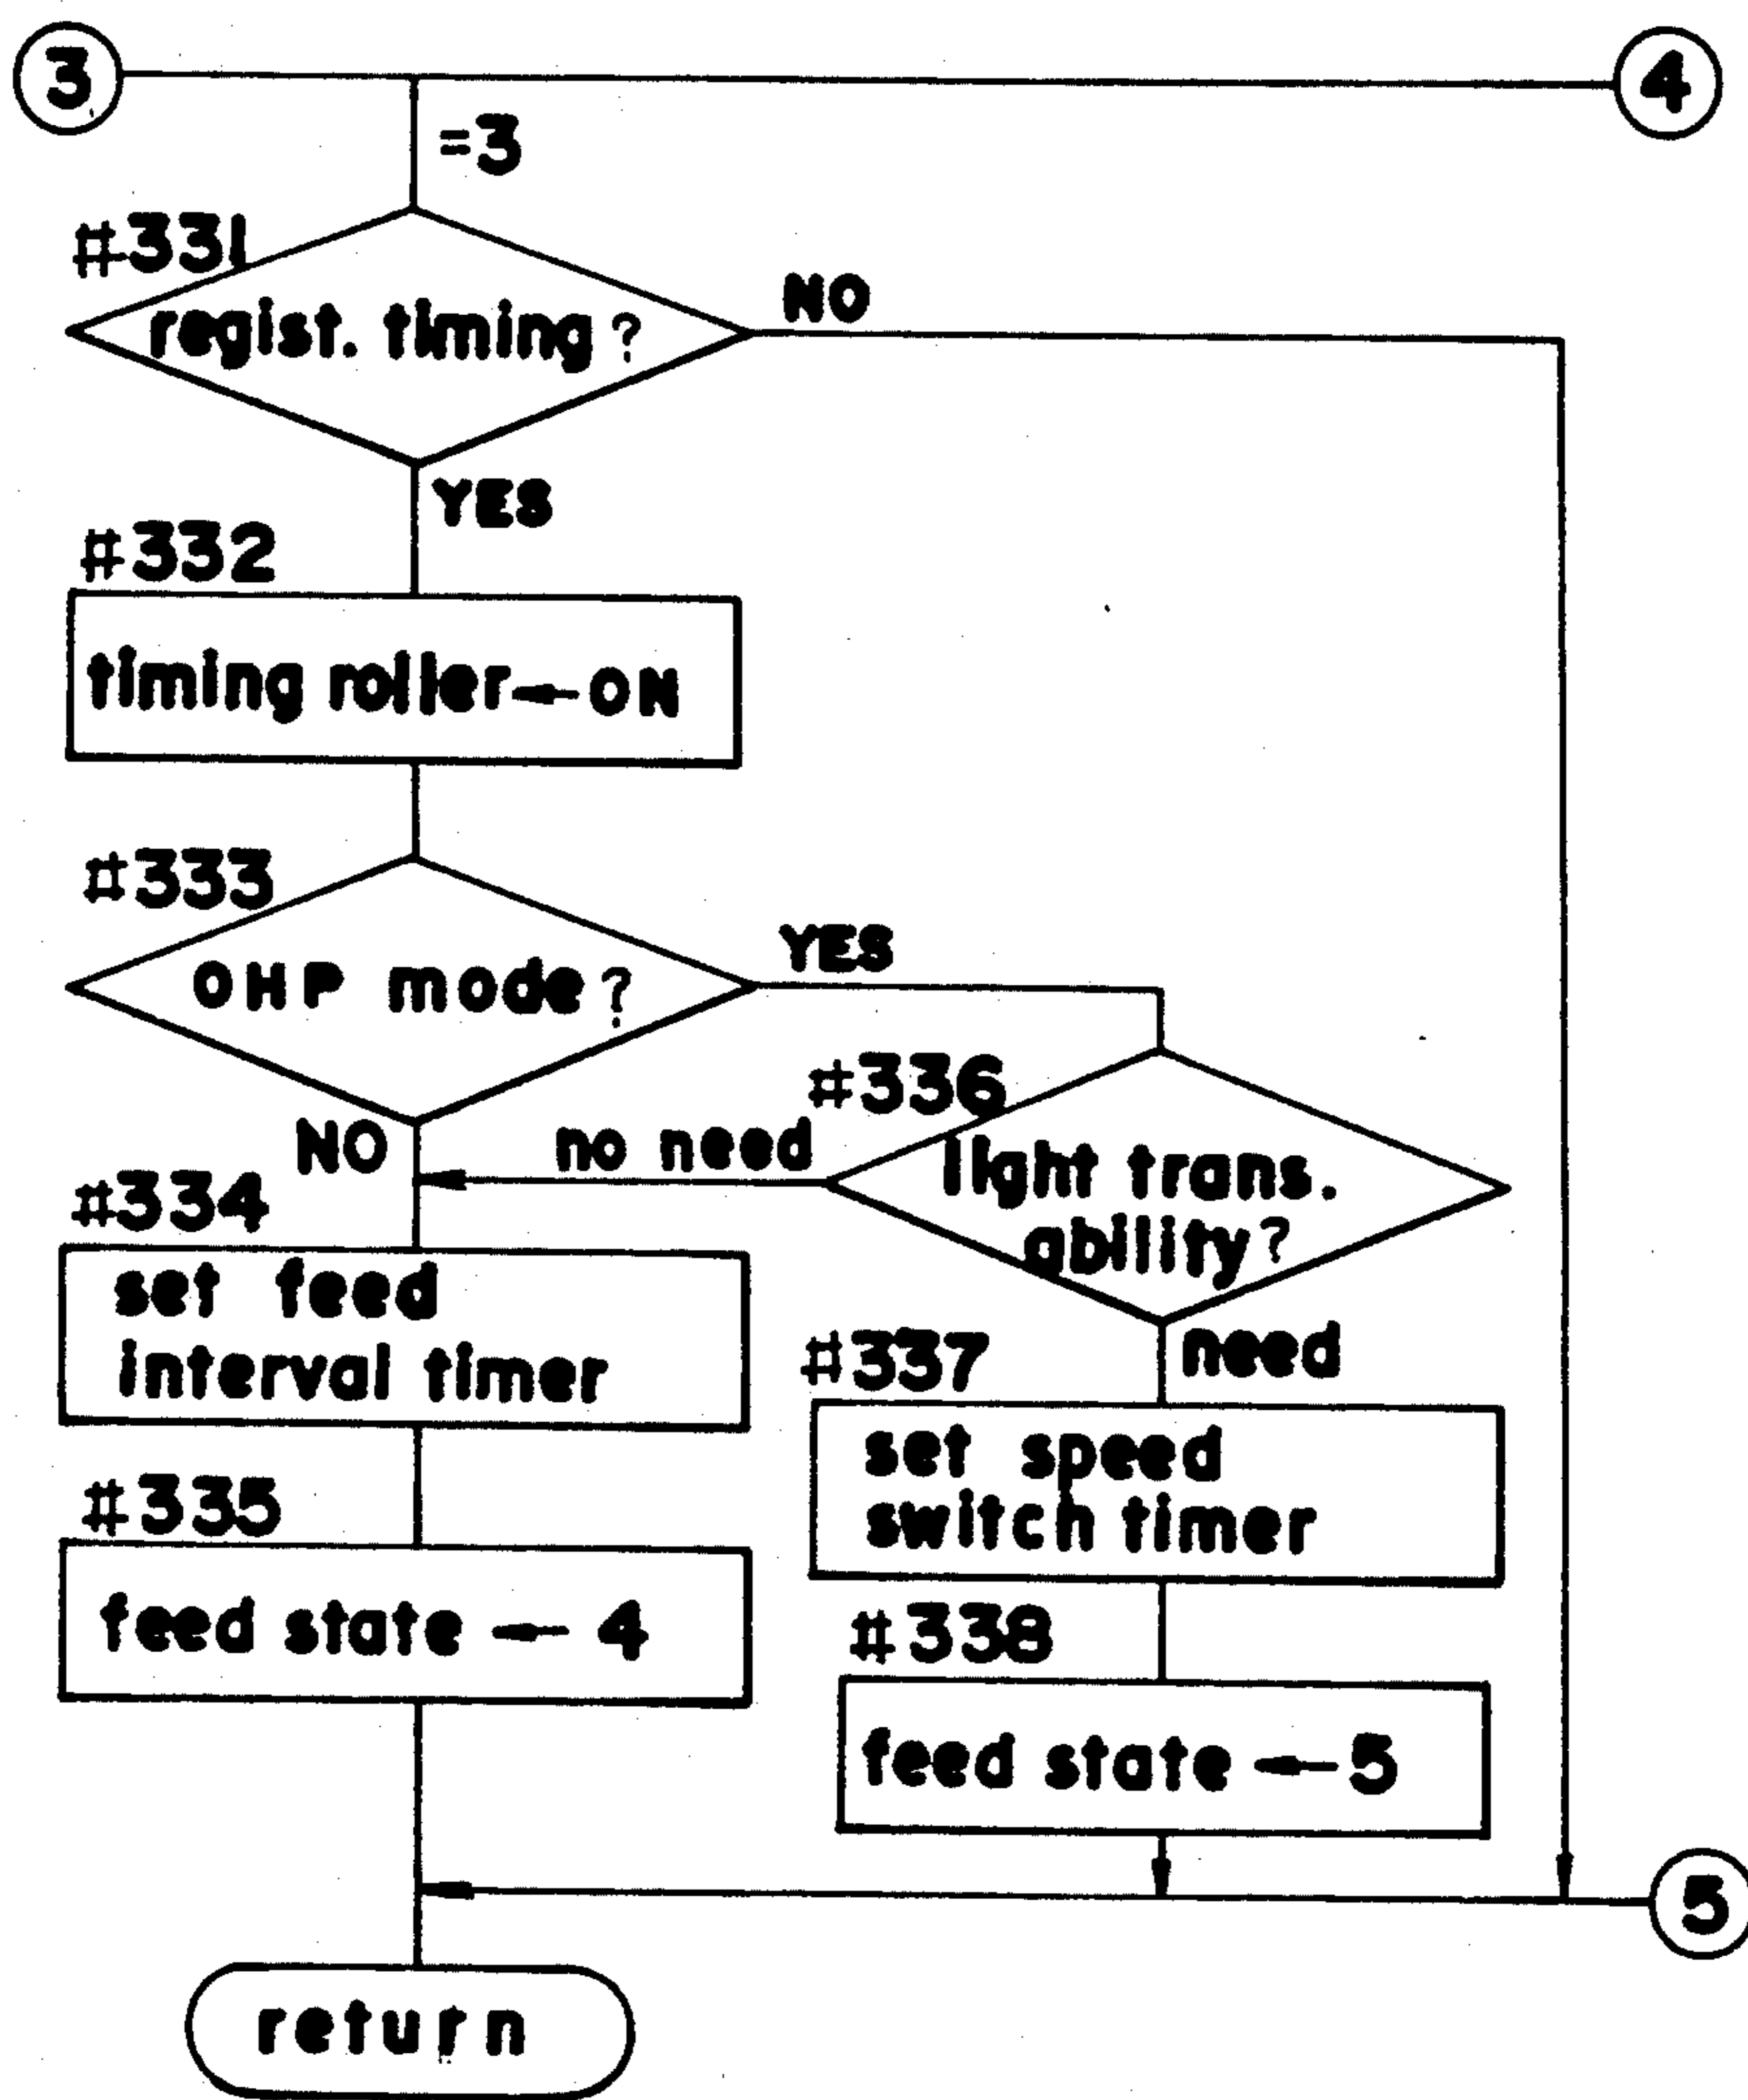 3
4
=3
#331
regist. timing?
NO
YES
#332
timing roller←ON
#333
OHP mode?
YES
NO
#336
no need
light trans.
ability?
#334
set feed
interval timer
need
#337
set speed
switch timer
#335
feed state ← 4
#338
feed state ← 5
5
return